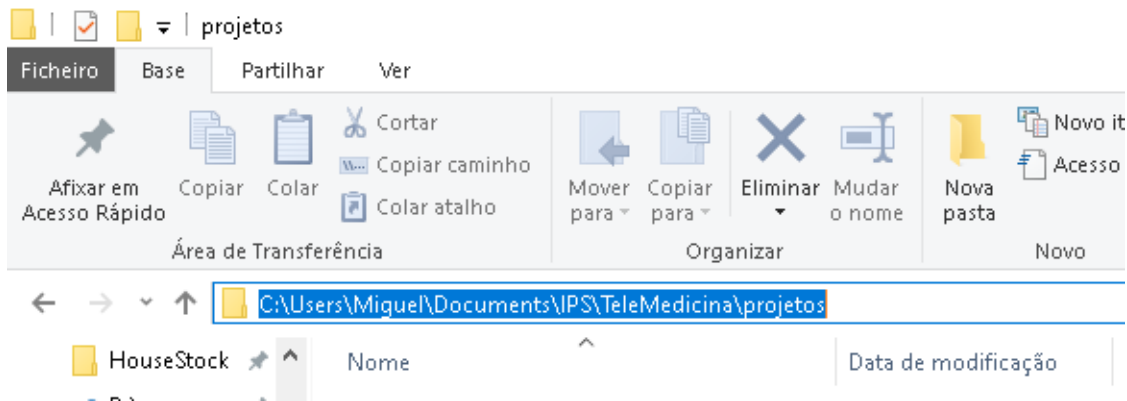 projetos
Ficheiro Base Partilhar Ver
Afixar em
Acesso Rápido
Copiar
Colar
Cortar
Copiar caminho
Colar atalho
Área de Transferência
Mover
para
Copiar
para
Eliminar
Mudar
o nome
Organizar
Nova
pasta
Novo it
Acesso
Novo
C:\Users\Miguel\Documents\IPS\TeleMedicina\projetos
HouseStock
Nome
Data de modificação